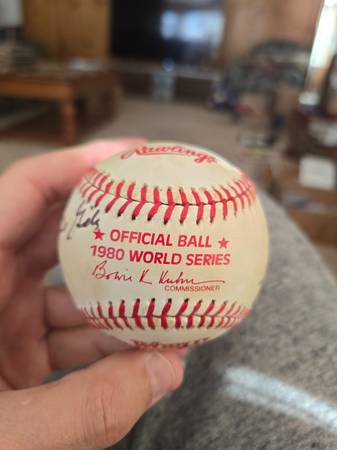 Rawlings
★ OFFICIAL BALL ★
1980 WORLD SERIES
Bowie K Kuhn
COMMISSIONER